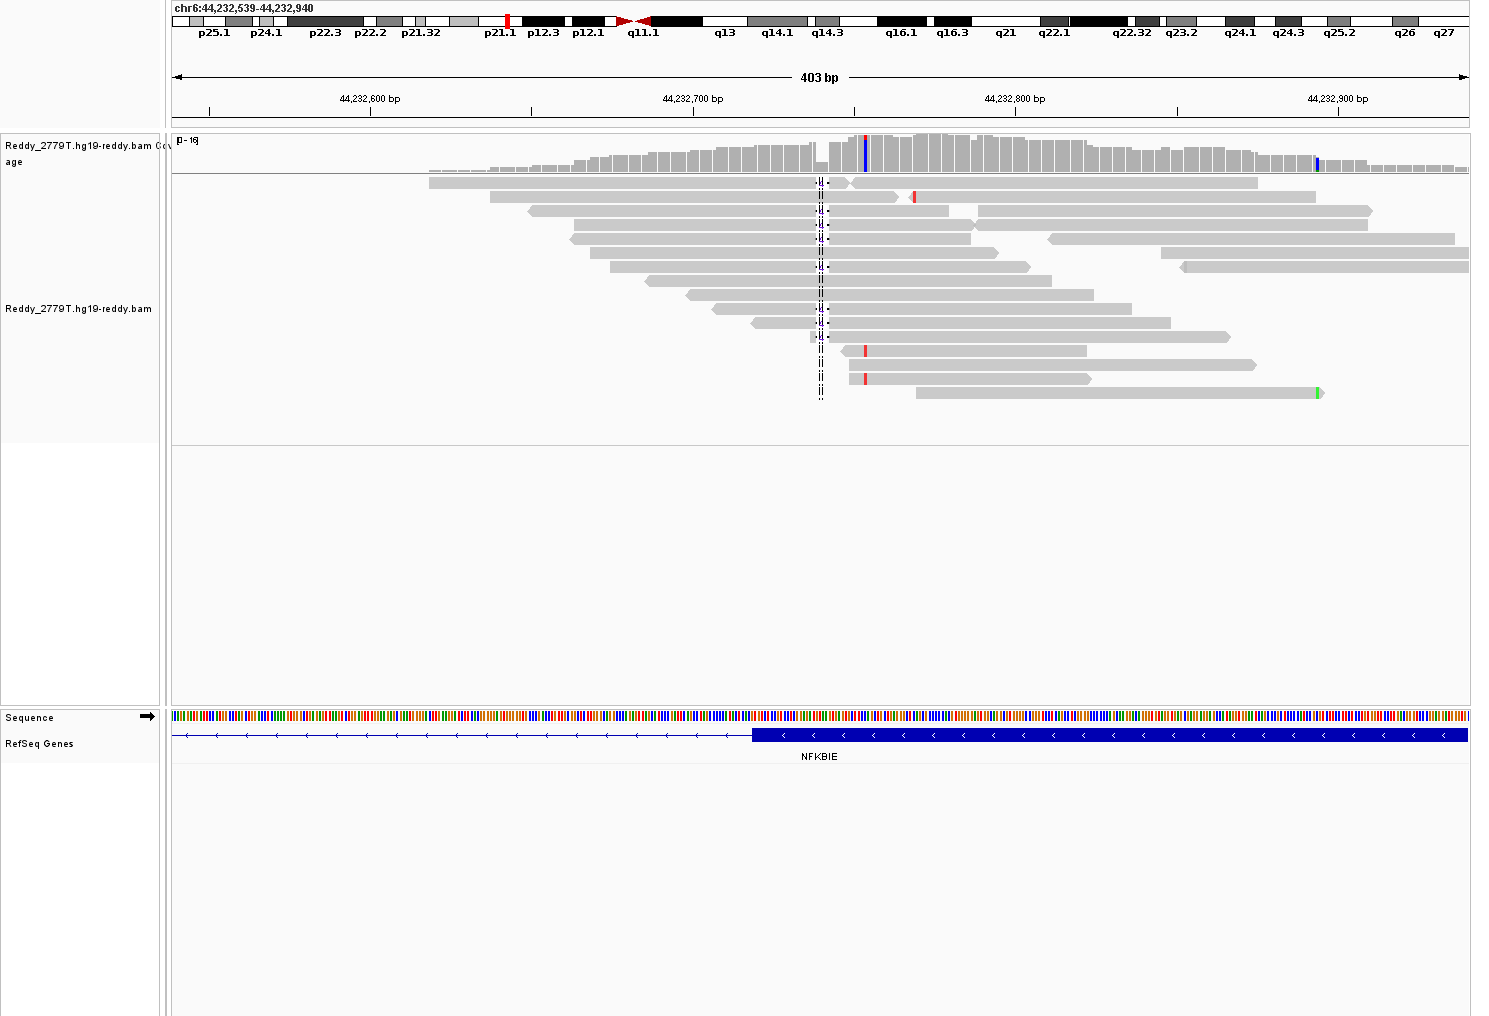 chr6:44,232,539-44,232,940
p25.1 p24.1 p22.3 p22.2 p21.32 p21.1 p12.3 p12.1 q11.1 q13 q14.1 q14.3 q16.1 q16.3 q21 q22.1 q22.32 q23.2 q24.1 q24.3 q25.2 q26 q27
403 bp
44,232,600 bp 44,232,700 bp 44,232,800 bp 44,232,900 bp
Reddy_2779T.hg19-reddy.bam Cov
age
[0 - 16]
Reddy_2779T.hg19-reddy.bam
Sequence
RefSeq Genes
NFKBIE